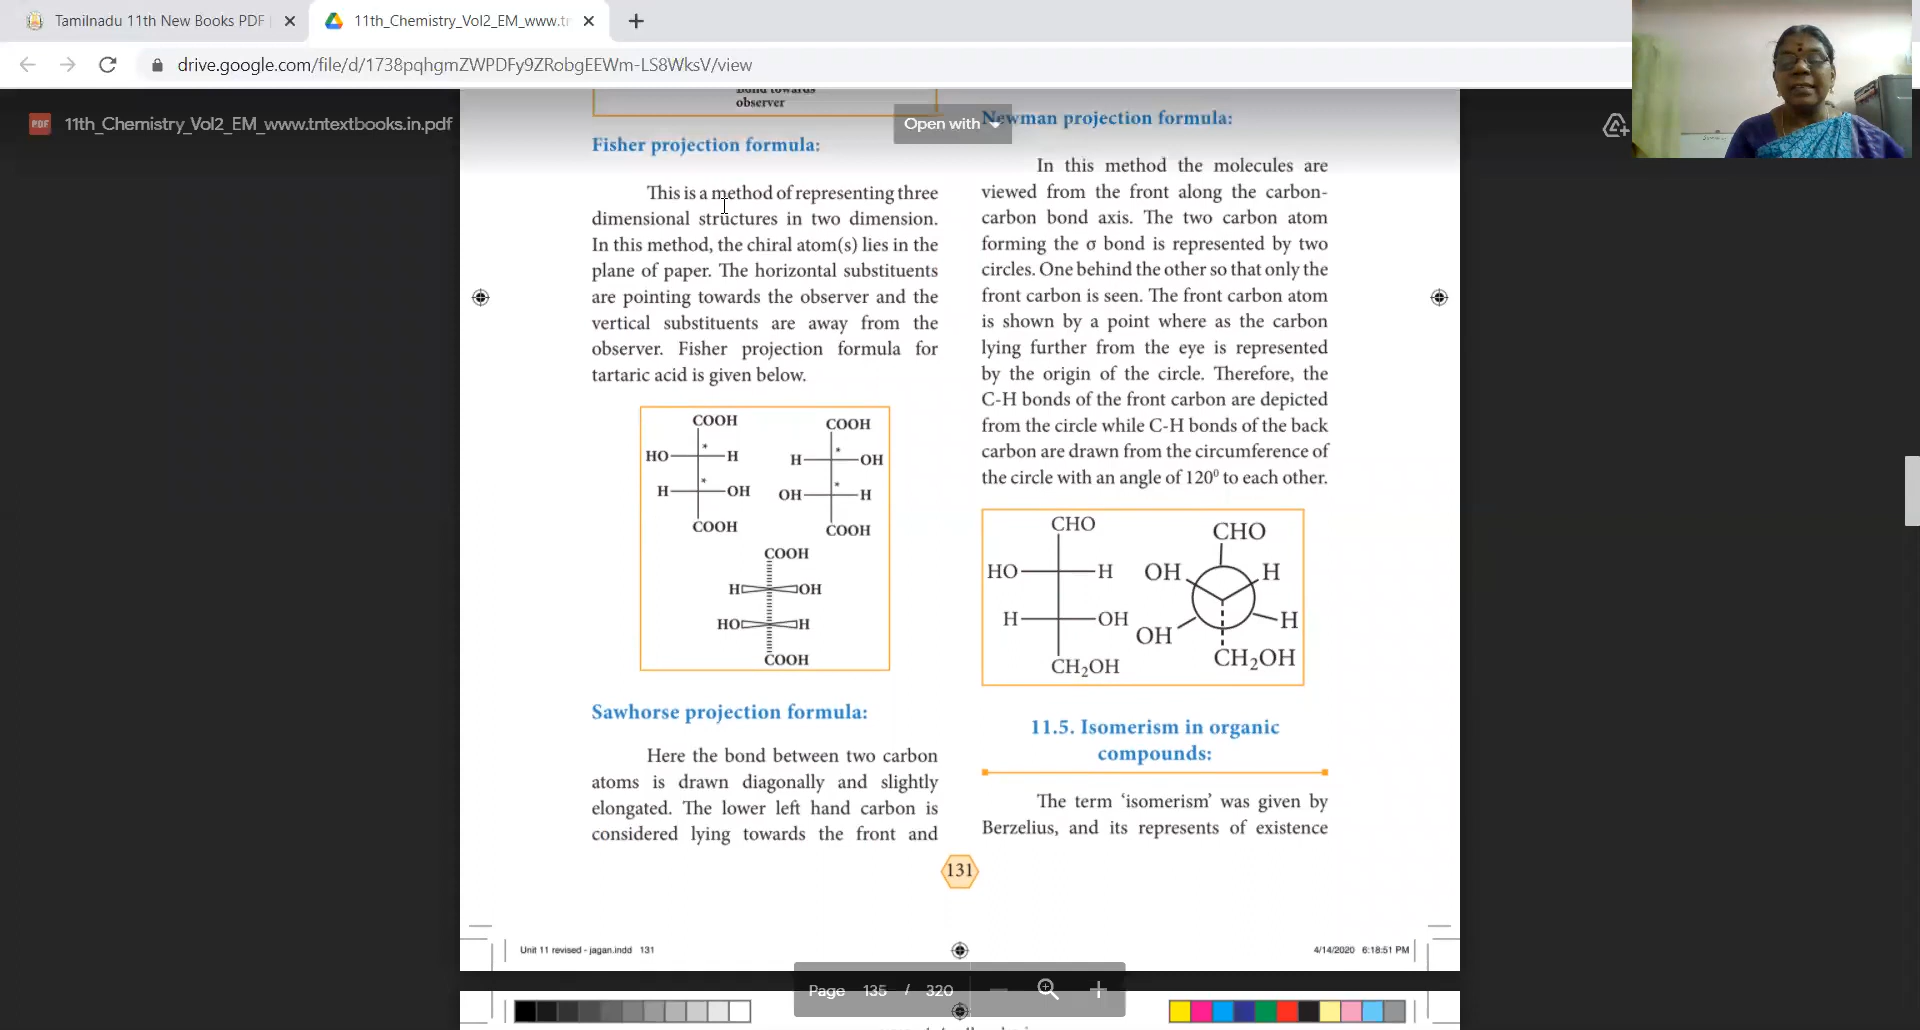 Tamilnadu 11th New Books PDF
11th_Chemistry_Vol2_EM_www.tn
drive.google.com/file/d/1738pqhgmZWPDFy9ZRobgEEWm-LS8WksV/view
PDF 11th_Chemistry_Vol2_EM_www.tntextbooks.in.pdf
Open with
Bond towards
observer
Fisher projection formula:
This is a method of representing three
dimensional structures in two dimension.
In this method, the chiral atom(s) lies in the
plane of paper. The horizontal substituents
are pointing towards the observer and the
vertical substituents are away from the
observer. Fisher projection formula for
tartaric acid is given below.
COOH COOH
HO * H H * OH
H * OH OH * H
COOH COOH
COOH
H OH
HO H
COOH
Sawhorse projection formula:
Here the bond between two carbon
atoms is drawn diagonally and slightly
elongated. The lower left hand carbon is
considered lying towards the front and
Newman projection formula:
In this method the molecules are
viewed from the front along the carbon-
carbon bond axis. The two carbon atom
forming the σ bond is represented by two
circles. One behind the other so that only the
front carbon is seen. The front carbon atom
is shown by a point where as the carbon
lying further from the eye is represented
by the origin of the circle. Therefore, the
C-H bonds of the front carbon are depicted
from the circle while C-H bonds of the back
carbon are drawn from the circumference of
the circle with an angle of 120⁰ to each other.
CHO CHO
HO H OH H
H OH OH H
CH₂OH CH₂OH
11.5. Isomerism in organic
compounds:
The term ‘isomerism’ was given by
Berzelius, and its represents of existence
131
Unit 11 revised - jagan.indd 131 4/14/2020 6:18:51 PM
Page 135 / 320